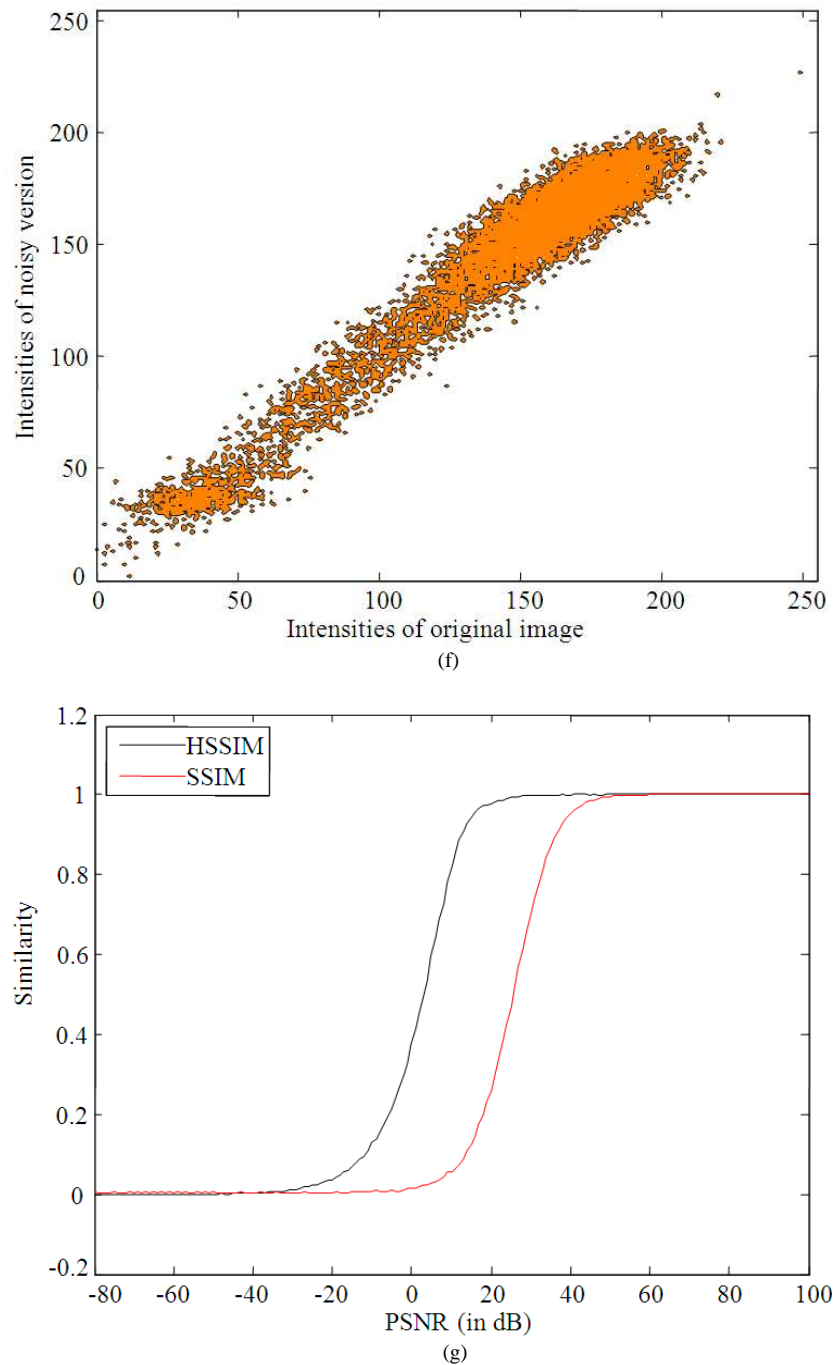 250
200
150
100
50
0
Intensities of noisy version
0 50 100 150 200 250
Intensities of original image
(f)
1.2
1
0.8
0.6
0.4
0.2
0
-0.2
Similarity
HSSIM
SSIM
-80 -60 -40 -20 0 20 40 60 80 100
PSNR (in dB)
(g)